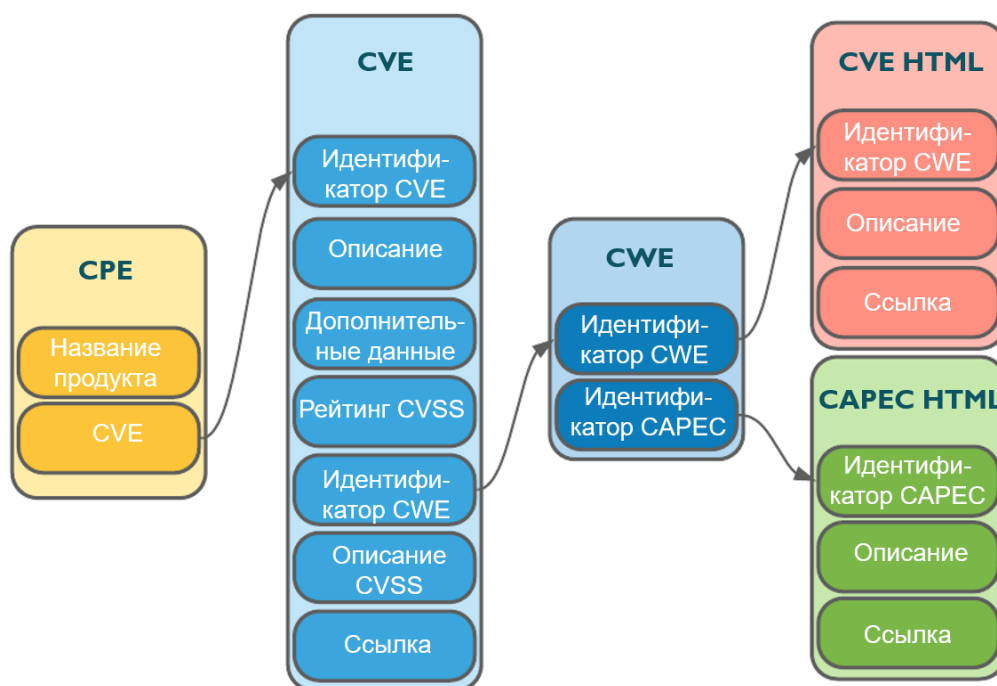 CPE
Название
продукта
CVE
CVE
Идентифи-
катор CVE
Описание
Дополнитель-
ные данные
Рейтинг CVSS
Идентифи-
катор CWE
Описание
CVSS
Ссылка
CWE
Идентифи-
катор CWE
Идентифи-
катор CAPEC
CVE HTML
Идентифи-
катор CWE
Описание
Ссылка
CAPEC HTML
Идентифи-
катор CAPEC
Описание
Ссылка